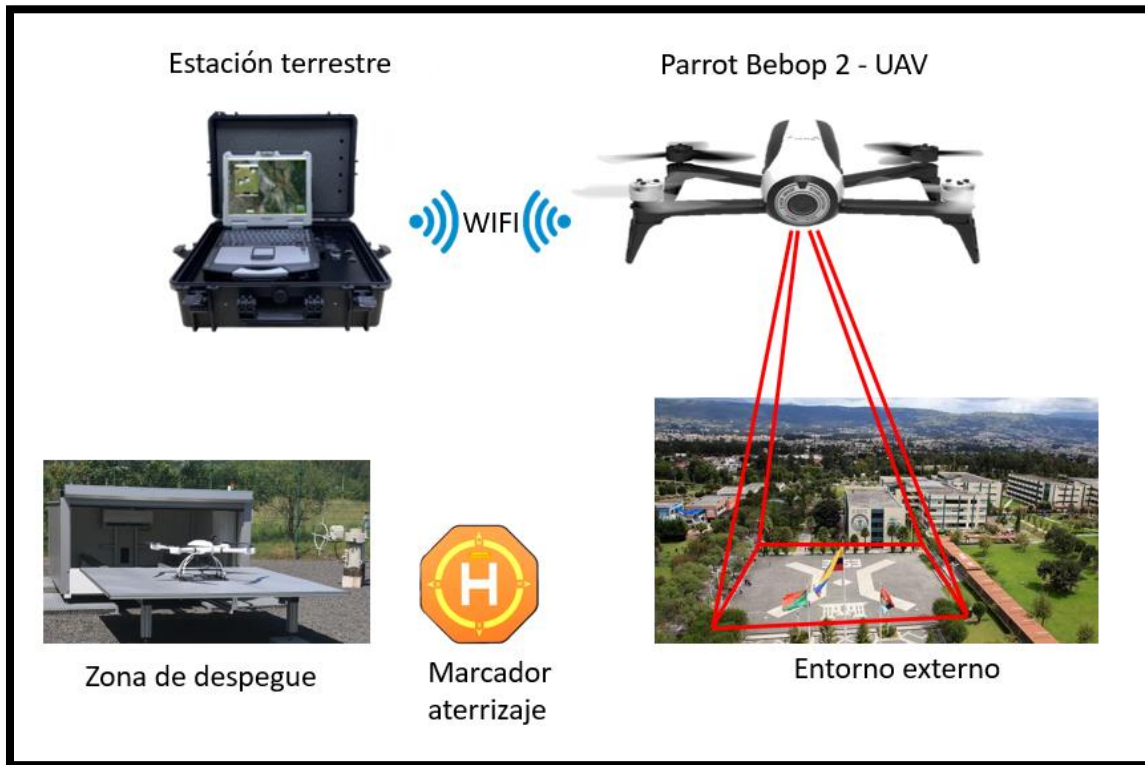 Estación terrestre
Parrot Bebop 2 - UAV
WIFI
H
Zona de despegue
Marcador
aterrizaje
Entorno externo